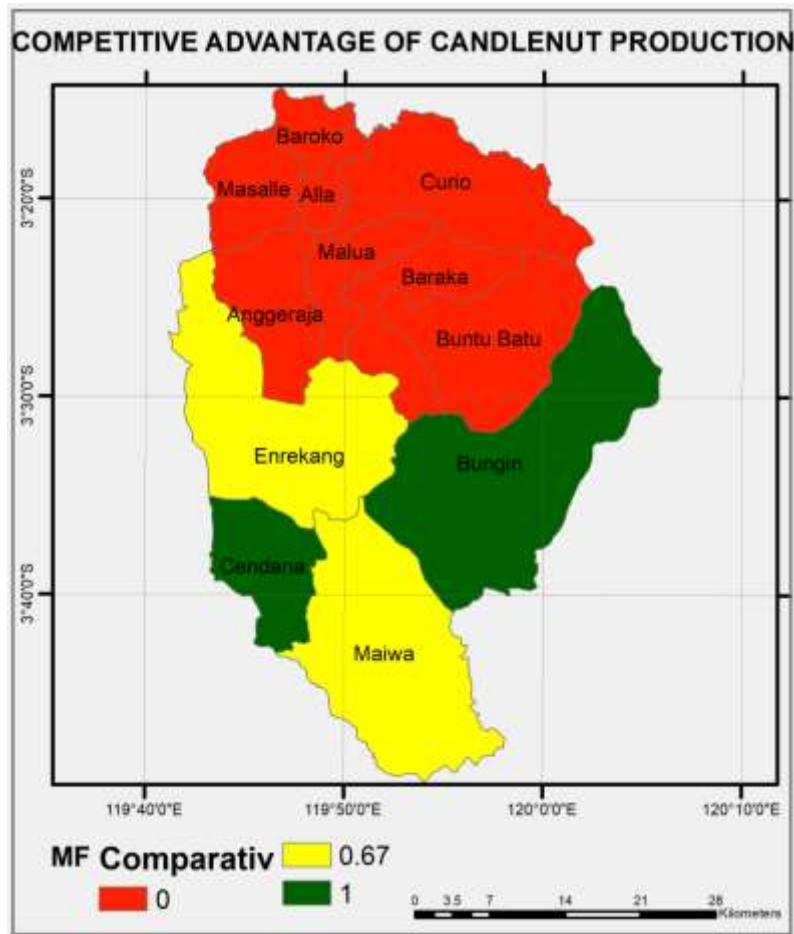 COMPETITIVE ADVANTAGE OF CANDLENUT PRODUCTION
Baroko
Masalle
Alla
Curio
Malua
Baraka
Anggeraja
Buntu Batu
Enrekang
Bungin
Cendana
Maiwa
3°20'0"S
3°30'0"S
3°40'0"S
119°40'0"E 119°50'0"E 120°0'0"E 120°10'0"E
MF Comparativ
0
0.67
1
0 3.5 7 14 21 28
Kilometers